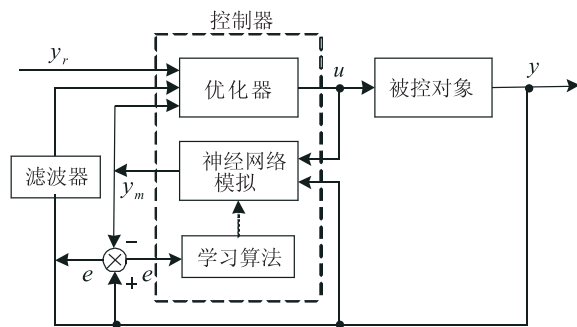 控制器
y_r
优化器
u
被控对象
y
滤波器
y_m
神经网络
模拟
−
e
e
+
学习算法